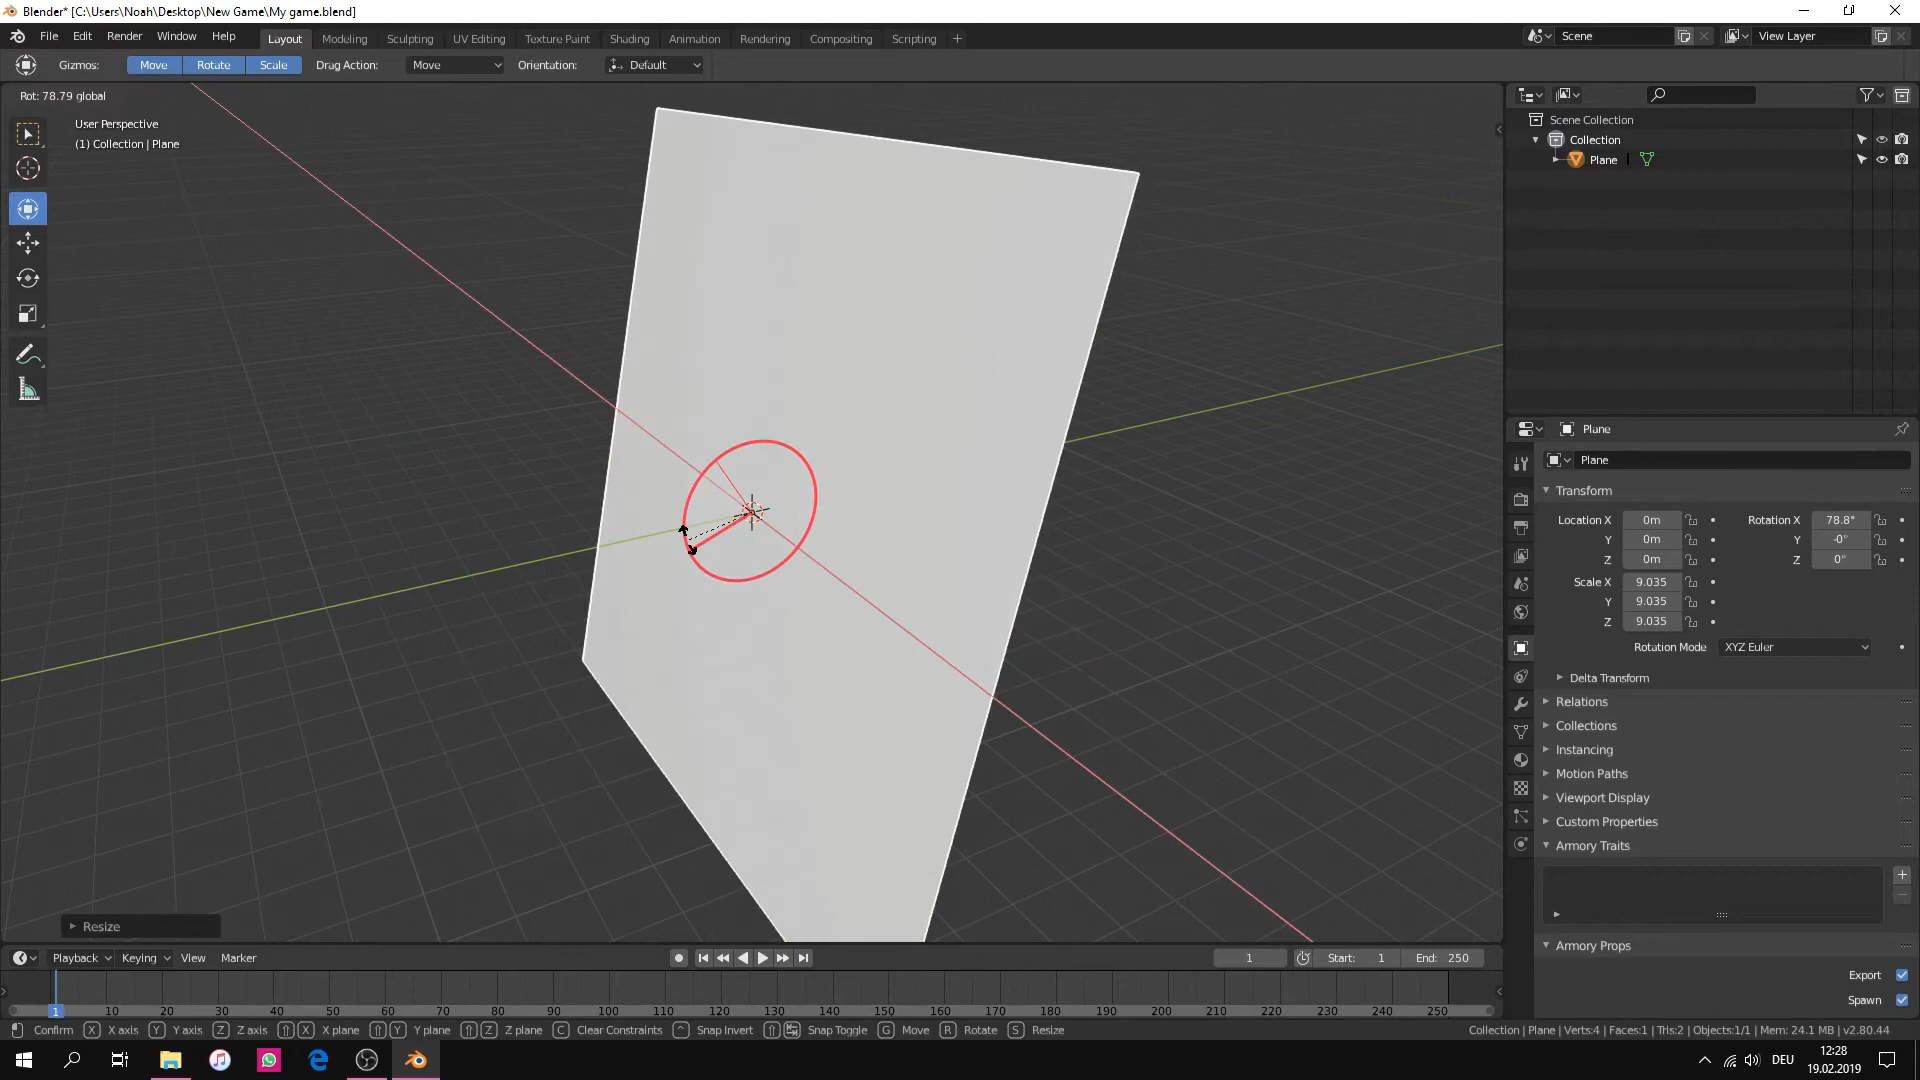 Blender* [C:\Users\Noah\Desktop\New Game\My game.blend]
File Edit Render Window Help Layout Modeling Sculpting UV Editing Texture Paint Shading Animation Rendering Compositing Scripting + Scene View Layer
Gizmos: Move Rotate Scale Drag Action: Move Orientation: Default
Rot: 78.79 global
User Perspective
(1) Collection | Plane
Scene Collection
Collection
Plane
Plane
Plane
Transform
Location X 0m Rotation X 78.8°
Y 0m Y -0°
Z 0m Z 0°
Scale X 9.035
Y 9.035
Z 9.035
Rotation Mode XYZ Euler
Delta Transform
Relations
Collections
Instancing
Motion Paths
Viewport Display
Custom Properties
Armory Traits
Armory Props
Export
Spawn
Resize
Playback Keying View Marker 1 Start: 1 End: 250
1 10 20 30 40 50 60 70 80 90 100 110 120 130 140 150 160 170 180 190 200 210 220 230 240 250
Confirm X X axis Y Y axis Z Z axis X X plane Y Y plane Z Z plane C Clear Constraints ^ Snap Invert Snap Toggle G Move R Rotate S Resize Collection | Plane | Verts:4 | Faces:1 | Tris:2 | Objects:1/1 | Mem: 24.1 MB | v2.80.44
DEU 12:28
19.02.2019